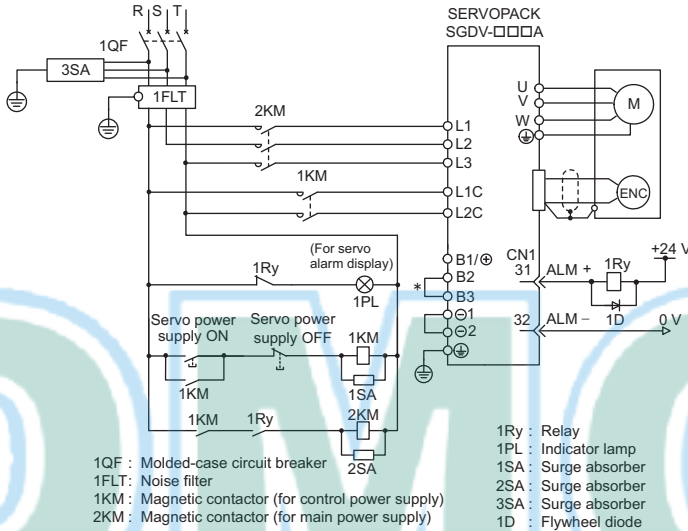 R S T
SERVOPACK
SGDV-□□□A
1QF
3SA
1FLT
U
V
W
M
2KM
L1
L2
L3
1KM
L1C
L2C
ENC
(For servo
alarm display)
1Ry
1PL
B1/⊕
B2
*
B3
⊖1
⊖2
CN1
31
ALM +
1Ry
+24 V
32
ALM –
1D
0 V
Servo power
supply ON
Servo power
supply OFF
1KM
1KM
1SA
1KM
1Ry
2KM
2SA
1QF : Molded-case circuit breaker
1FLT: Noise filter
1KM : Magnetic contactor (for control power supply)
2KM : Magnetic contactor (for main power supply)
1Ry : Relay
1PL : Indicator lamp
1SA : Surge absorber
2SA : Surge absorber
3SA : Surge absorber
1D : Flywheel diode